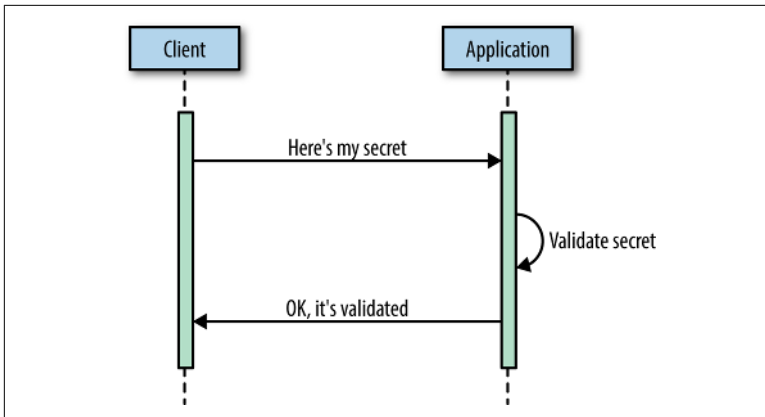 Client
Application
Here's my secret
Validate secret
OK, it's validated